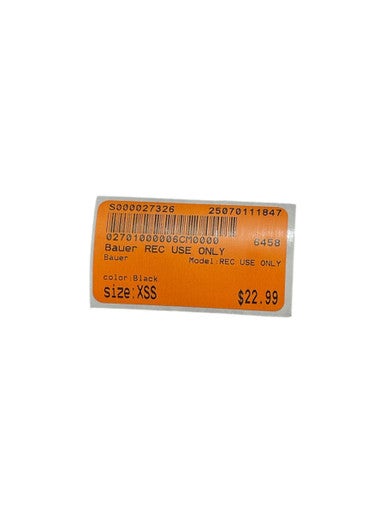 S000027326 25070111847
02701000006CM0000 6458
Bauer REC USE ONLY
Bauer Model:REC USE ONLY
color:Black
size:XSS $22.99